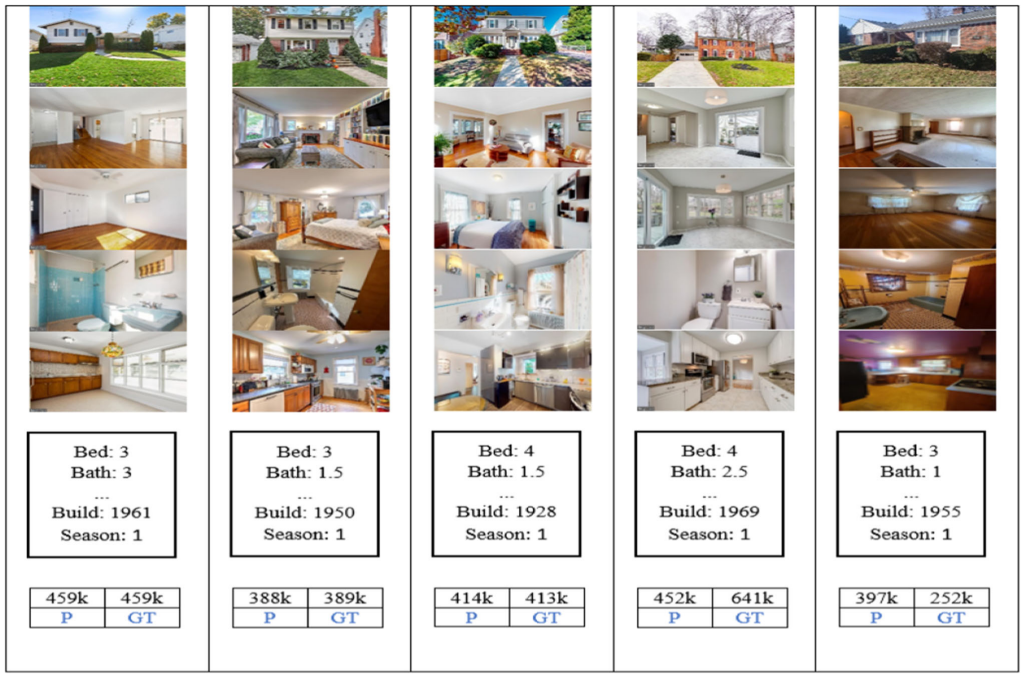 Bed: 3
Bath: 3
...
Build: 1961
Season: 1
459k 459k
P GT
Bed: 3
Bath: 1.5
...
Build: 1950
Season: 1
388k 389k
P GT
Bed: 4
Bath: 1.5
...
Build: 1928
Season: 1
414k 413k
P GT
Bed: 4
Bath: 2.5
...
Build: 1969
Season: 1
452k 641k
P GT
Bed: 3
Bath: 1
...
Build: 1955
Season: 1
397k 252k
P GT